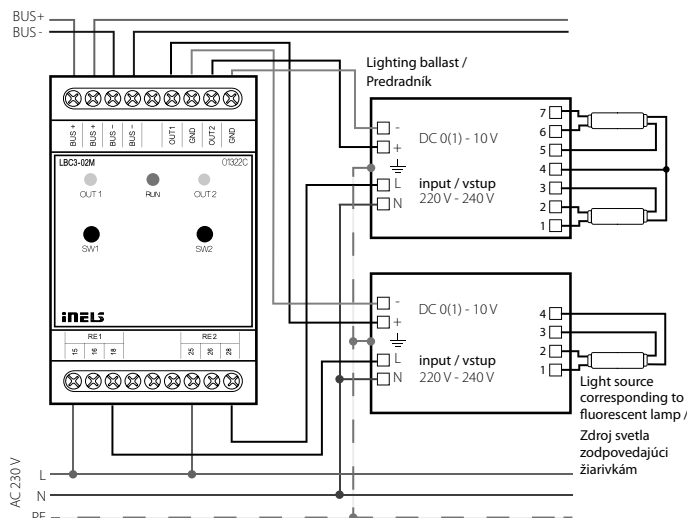 BUS+
BUS -
Lighting ballast /
Predradník
BUS +
BUS +
BUS –
BUS –
OUT1
GND
OUT2
GND
LBC3-02M
O1322C
OUT 1
RUN
OUT 2
SW1
SW2
iNELS
RE1
RE2
15
16
18
25
26
28
-
+
DC 0(1) - 10 V
L
N
input / vstup
220 V - 240 V
7
6
5
4
3
2
1
-
+
DC 0(1) - 10 V
L
N
input / vstup
220 V - 240 V
4
3
2
1
Light source
corresponding to
fluorescent lamp /
Zdroj svetla
zodpovedajúci
žiarivkám
AC 230 V
L
N
PE